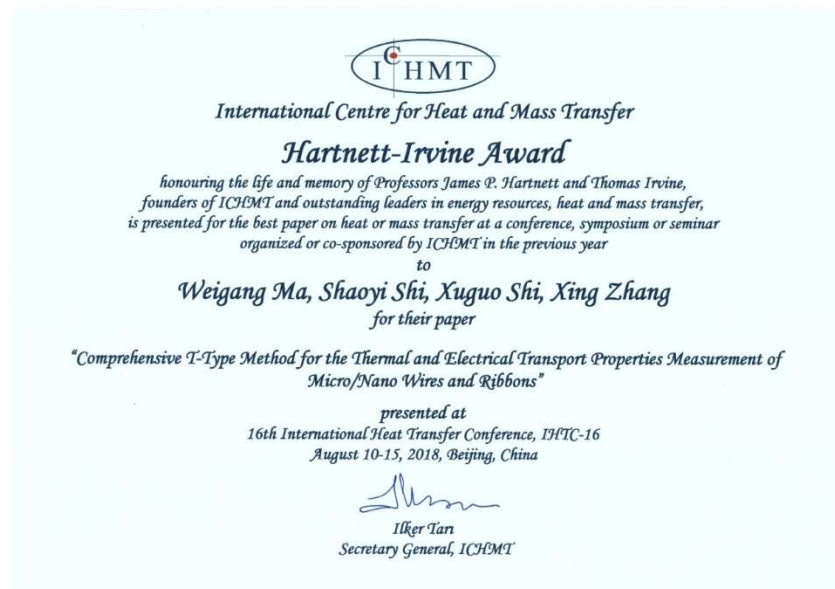 ICHMT
International Centre for Heat and Mass Transfer
Hartnett-Irvine Award
honouring the life and memory of Professors James P. Hartnett and Thomas Irvine,
founders of ICHMT and outstanding leaders in energy resources, heat and mass transfer,
is presented for the best paper on heat or mass transfer at a conference, symposium or seminar
organized or co-sponsored by ICHMT in the previous year
to
Weigang Ma, Shaoyi Shi, Xuguo Shi, Xing Zhang
for their paper
"Comprehensive T-Type Method for the Thermal and Electrical Transport Properties Measurement of
Micro/Nano Wires and Ribbons"
presented at
16th International Heat Transfer Conference, IHTC-16
August 10-15, 2018, Beijing, China
Ilker Tarı
Secretary General, ICHMT